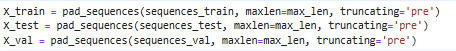 X_train = pad_sequences(sequences_train, maxlen=max_len, truncating='pre')
X_test = pad_sequences(sequences_test, maxlen=max_len, truncating='pre')
X_val = pad_sequences(sequences_val, maxlen=max_len, truncating='pre')